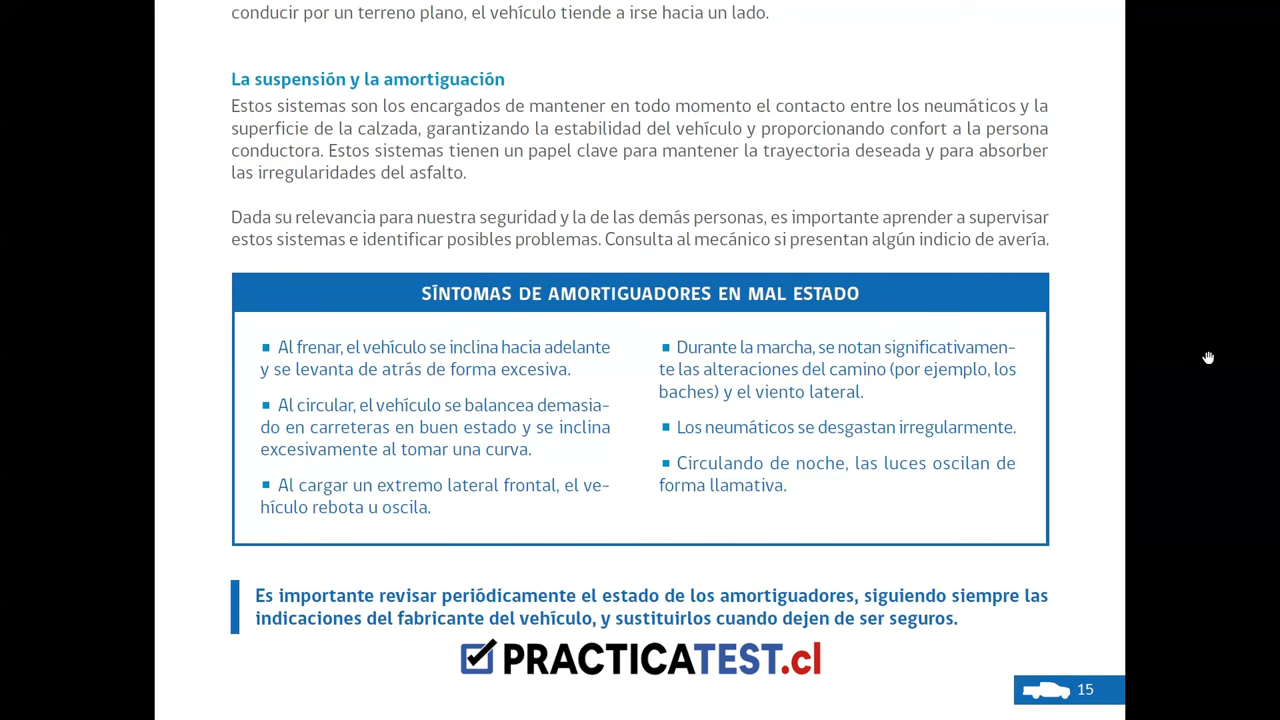 conducir por un terreno plano, el vehículo tiende a irse hacia un lado.
La suspensión y la amortiguación
Estos sistemas son los encargados de mantener en todo momento el contacto entre los neumáticos y la
superficie de la calzada, garantizando la estabilidad del vehículo y proporcionando confort a la persona
conductora. Estos sistemas tienen un papel clave para mantener la trayectoria deseada y para absorber
las irregularidades del asfalto.
Dada su relevancia para nuestra seguridad y la de las demás personas, es importante aprender a supervisar
estos sistemas e identificar posibles problemas. Consulta al mecánico si presentan algún indicio de avería.
SÍNTOMAS DE AMORTIGUADORES EN MAL ESTADO
▪ Al frenar, el vehículo se inclina hacia adelante
y se levanta de atrás de forma excesiva.
▪ Al circular, el vehículo se balancea demasia-
do en carreteras en buen estado y se inclina
excesivamente al tomar una curva.
▪ Al cargar un extremo lateral frontal, el ve-
hículo rebota u oscila.
▪ Durante la marcha, se notan significativamen-
te las alteraciones del camino (por ejemplo, los
baches) y el viento lateral.
▪ Los neumáticos se desgastan irregularmente.
▪ Circulando de noche, las luces oscilan de
forma llamativa.
Es importante revisar periódicamente el estado de los amortiguadores, siguiendo siempre las
indicaciones del fabricante del vehículo, y sustituirlos cuando dejen de ser seguros.
PRACTICATEST.cl
15